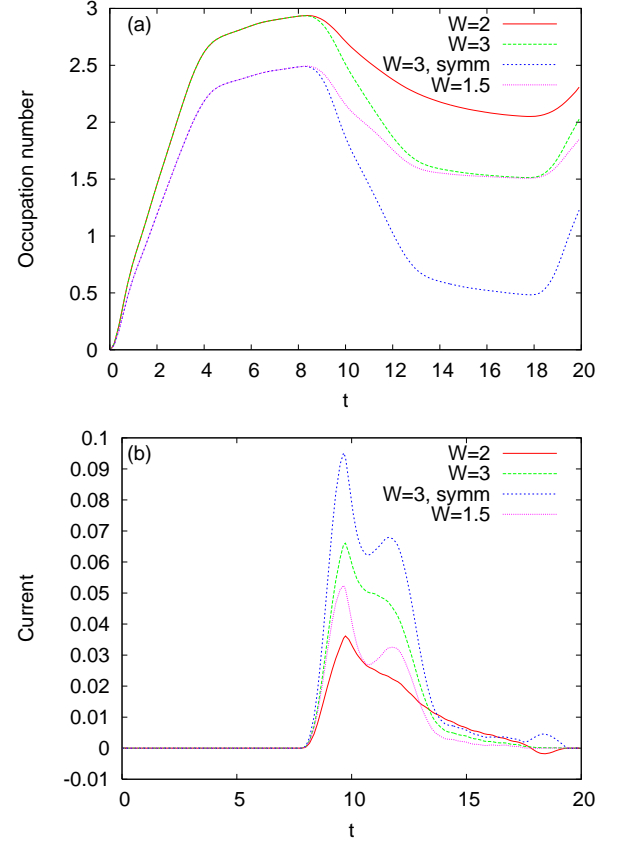 (a)
W=2
W=3
W=3, symm
W=1.5
Occupation number
3
2.5
2
1.5
1
0.5
0
0 2 4 6 8 10 12 14 16 18 20
t
(b)
W=2
W=3
W=3, symm
W=1.5
Current
0.1
0.09
0.08
0.07
0.06
0.05
0.04
0.03
0.02
0.01
0
-0.01
0 5 10 15 20
t